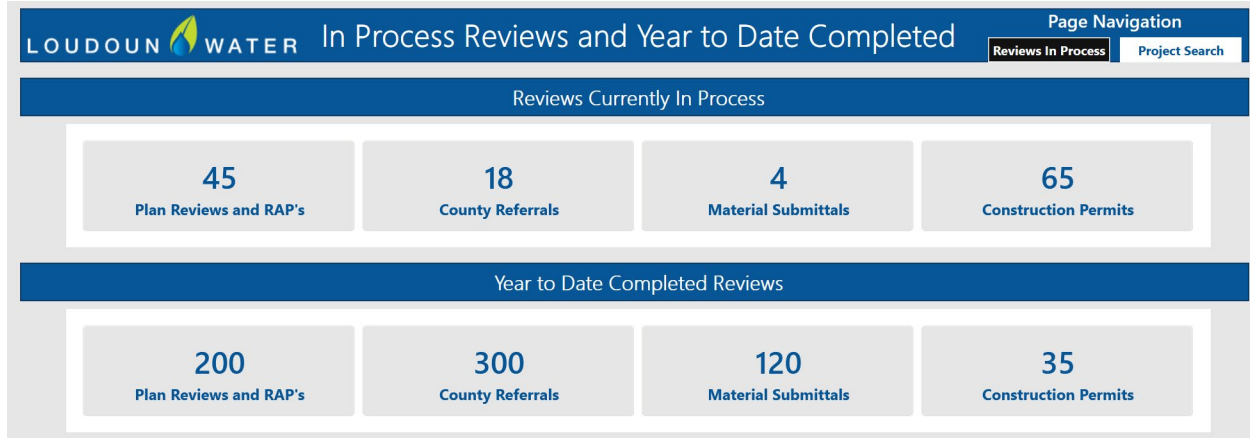 LOUDOUN WATER In Process Reviews and Year to Date Completed
Page Navigation
Reviews In Process Project Search
Reviews Currently In Process
45 18 4 65
Plan Reviews and RAP's County Referrals Material Submittals Construction Permits
Year to Date Completed Reviews
200 300 120 35
Plan Reviews and RAP's County Referrals Material Submittals Construction Permits